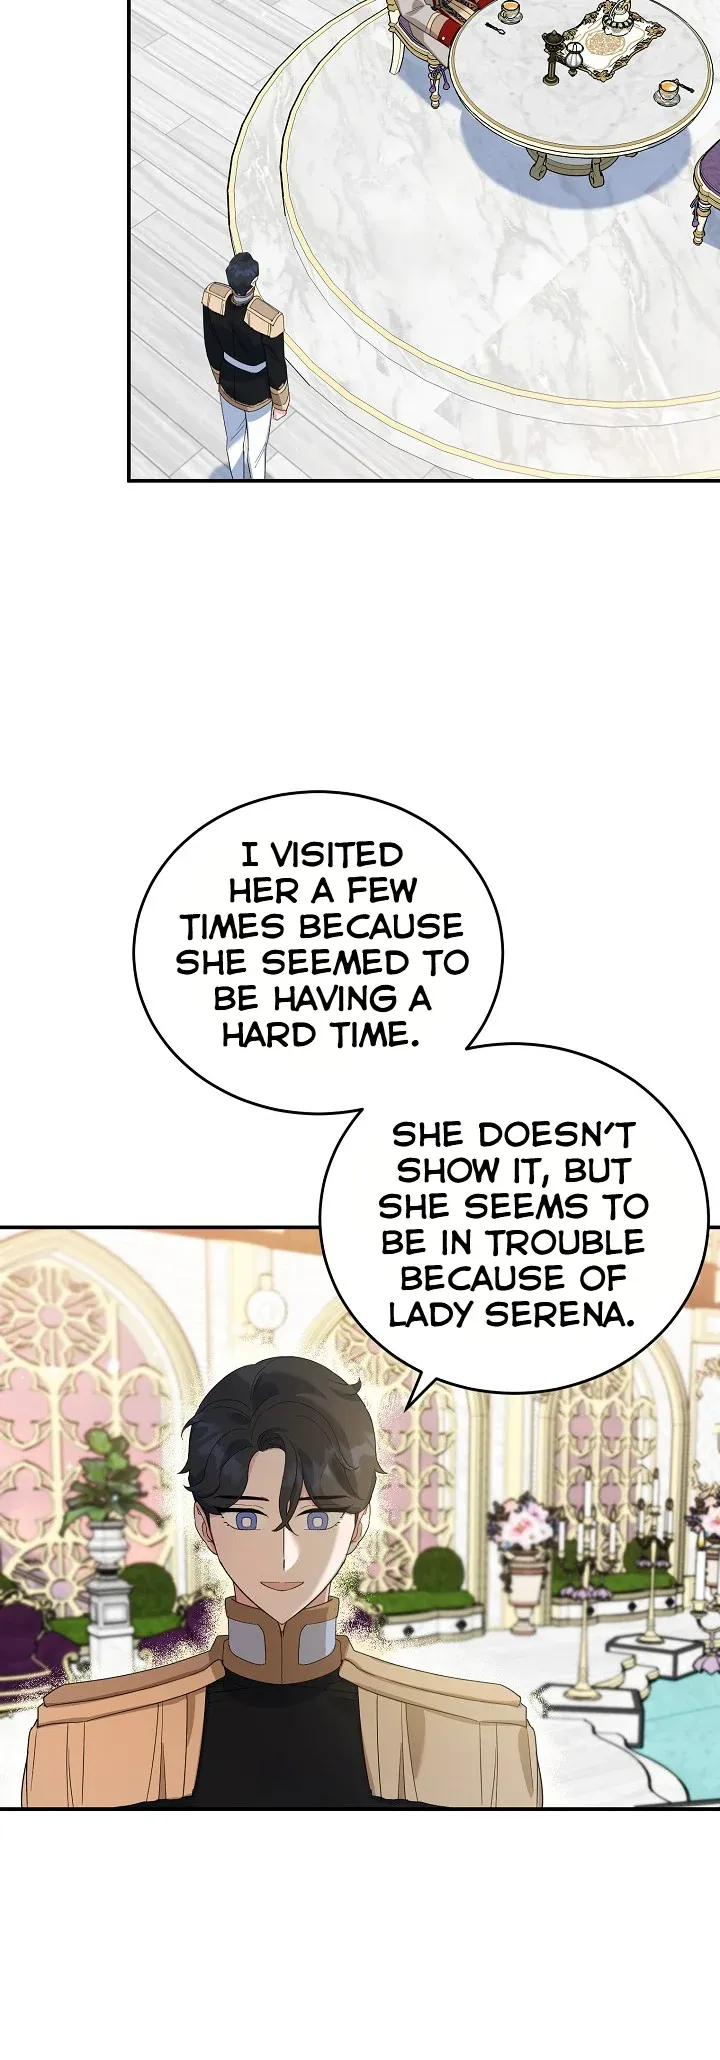 I VISITED
HER A FEW
TIMES BECAUSE
SHE SEEMED TO
BE HAVING A
HARD TIME.
SHE DOESN'T
SHOW IT, BUT
SHE SEEMS TO
BE IN TROUBLE
BECAUSE OF
LADY SERENA.